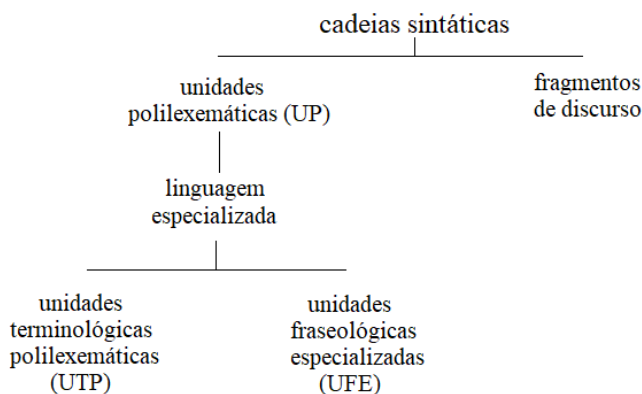 cadeias sintáticas
unidades
polilexemáticas (UP)
fragmentos
de discurso
linguagem
especializada
unidades
terminológicas
polilexemáticas
(UTP)
unidades
fraseológicas
especializadas
(UFE)